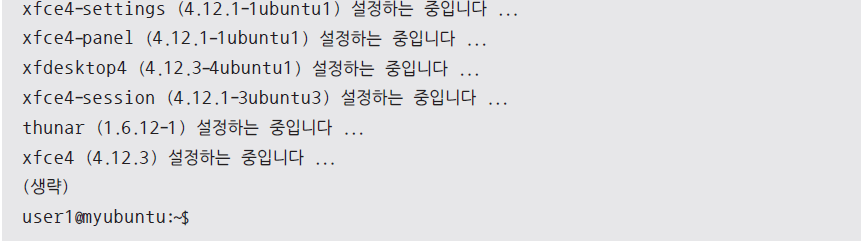 xfce4-settings (4.12.1-1ubuntu1) 설정하는 중입니다 ...
xfce4-panel (4.12.1-1ubuntu1) 설정하는 중입니다 ...
xfdesktop4 (4.12.3-4ubuntu1) 설정하는 중입니다 ...
xfce4-session (4.12.1-3ubuntu3) 설정하는 중입니다 ...
thunar (1.6.12-1) 설정하는 중입니다 ...
xfce4 (4.12.3) 설정하는 중입니다 ...
(생략)
user1@myubuntu:~$